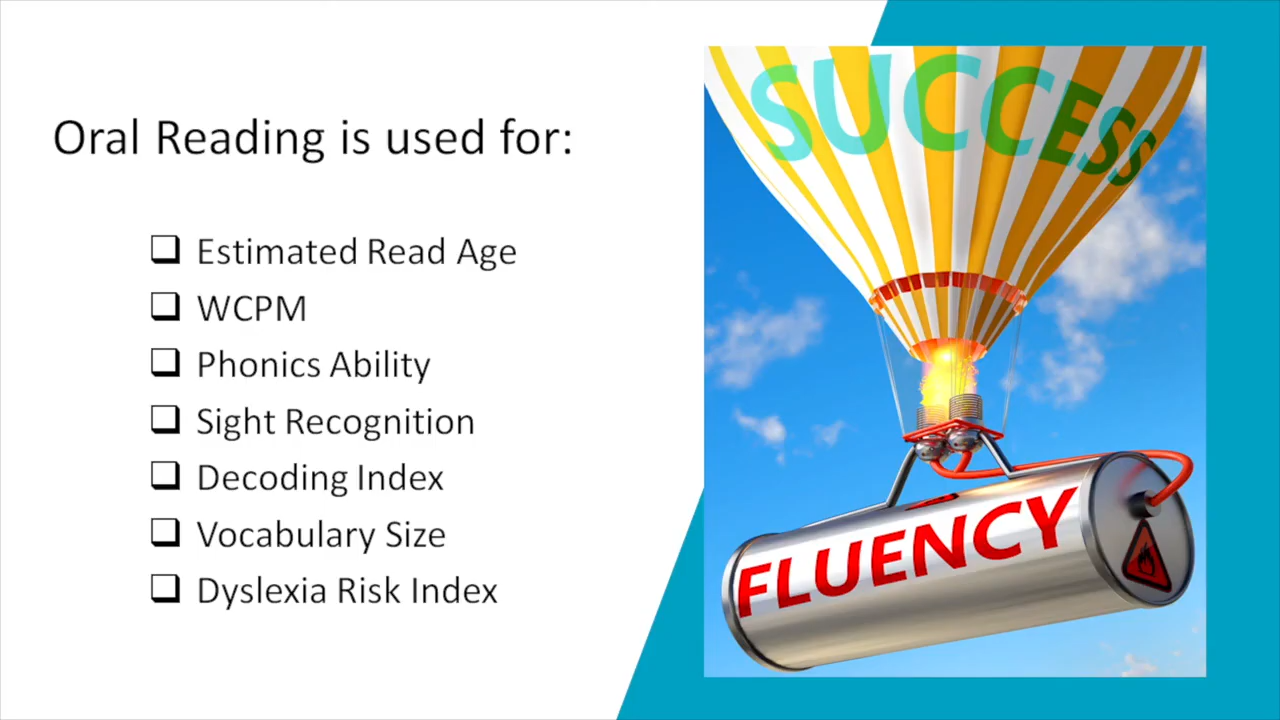 Oral Reading is used for:
Estimated Read Age
WCPM
Phonics Ability
Sight Recognition
Decoding Index
Vocabulary Size
Dyslexia Risk Index
SUCCESS
FLUENCY